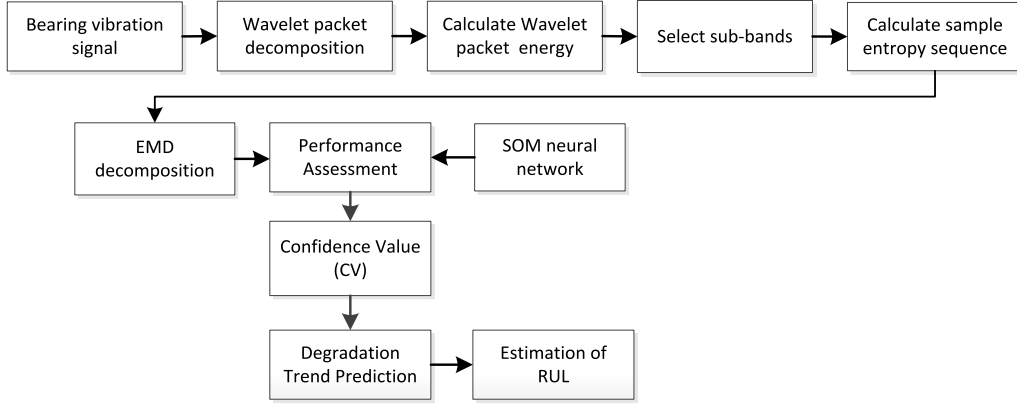 Bearing vibration
signal
Wavelet packet
decomposition
Calculate Wavelet
packet energy
Select sub-bands
Calculate sample
entropy sequence
EMD
decomposition
Performance
Assessment
SOM neural
network
Confidence Value
(CV)
Degradation
Trend Prediction
Estimation of
RUL